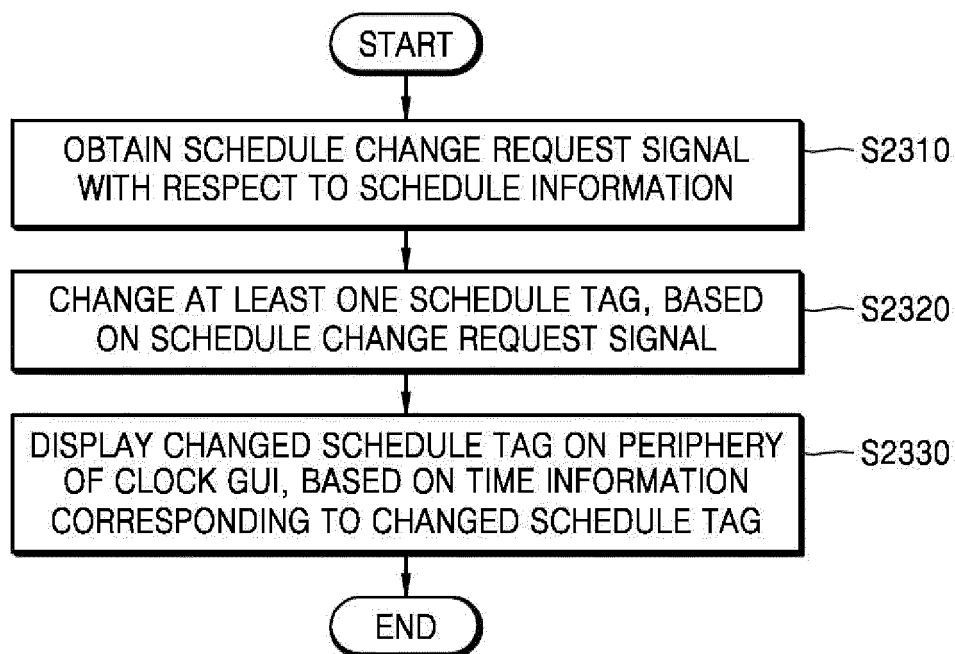 START
OBTAIN SCHEDULE CHANGE REQUEST SIGNAL
WITH RESPECT TO SCHEDULE INFORMATION
S2310
CHANGE AT LEAST ONE SCHEDULE TAG, BASED
ON SCHEDULE CHANGE REQUEST SIGNAL
S2320
DISPLAY CHANGED SCHEDULE TAG ON PERIPHERY
OF CLOCK GUI, BASED ON TIME INFORMATION
CORRESPONDING TO CHANGED SCHEDULE TAG
S2330
END